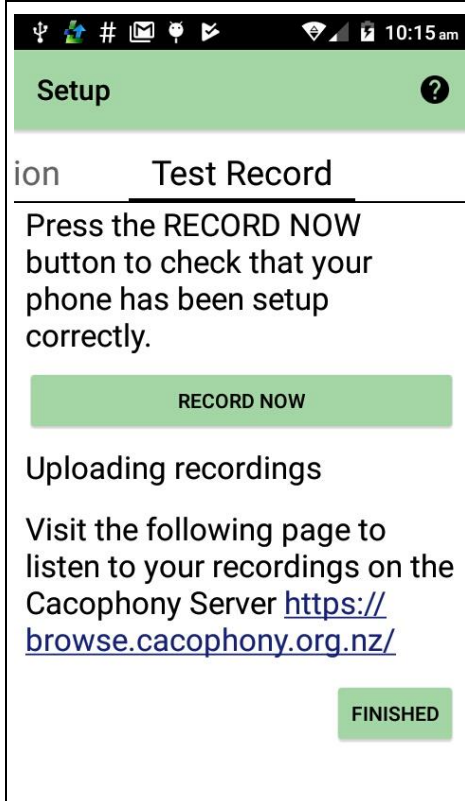 10:15 am
Setup
ion Test Record
Press the RECORD NOW
button to check that your
phone has been setup
correctly.
RECORD NOW
Uploading recordings
Visit the following page to
listen to your recordings on the
Cacophony Server https://
browse.cacophony.org.nz/
FINISHED